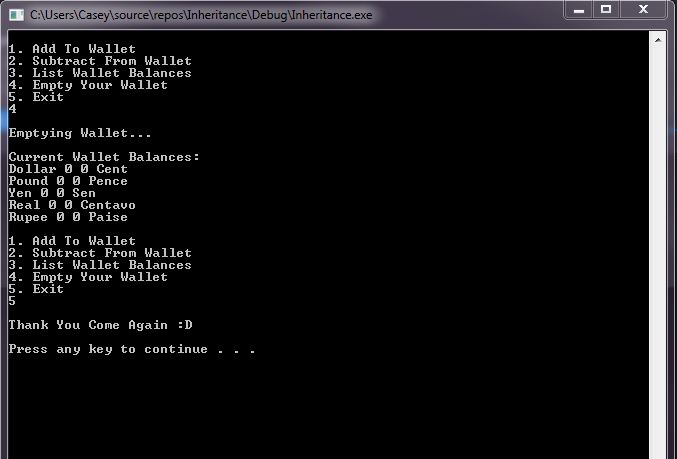 C:\Users\Casey\source\repos\Inheritance\Debug\Inheritance.exe
1. Add To Wallet
2. Subtract From Wallet
3. List Wallet Balances
4. Empty Your Wallet
5. Exit
4
Emptying Wallet...
Current Wallet Balances:
Dollar 0 0 Cent
Pound 0 0 Pence
Yen 0 0 Sen
Real 0 0 Centavo
Rupee 0 0 Paise
1. Add To Wallet
2. Subtract From Wallet
3. List Wallet Balances
4. Empty Your Wallet
5. Exit
5
Thank You Come Again :D
Press any key to continue . . .